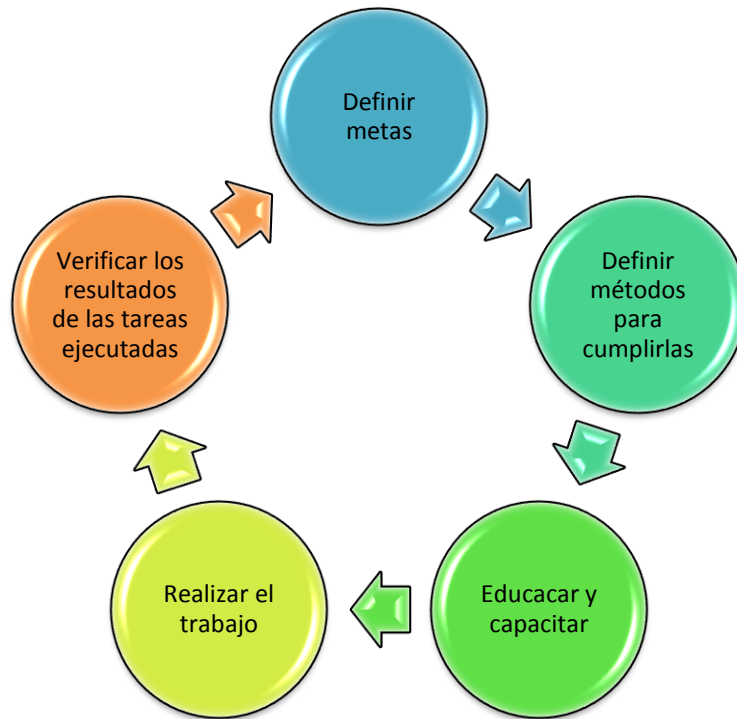 Definir
metas
Definir
métodos
para
cumplirlas
Educacar y
capacitar
Realizar el
trabajo
Verificar los
resultados
de las tareas
ejecutadas